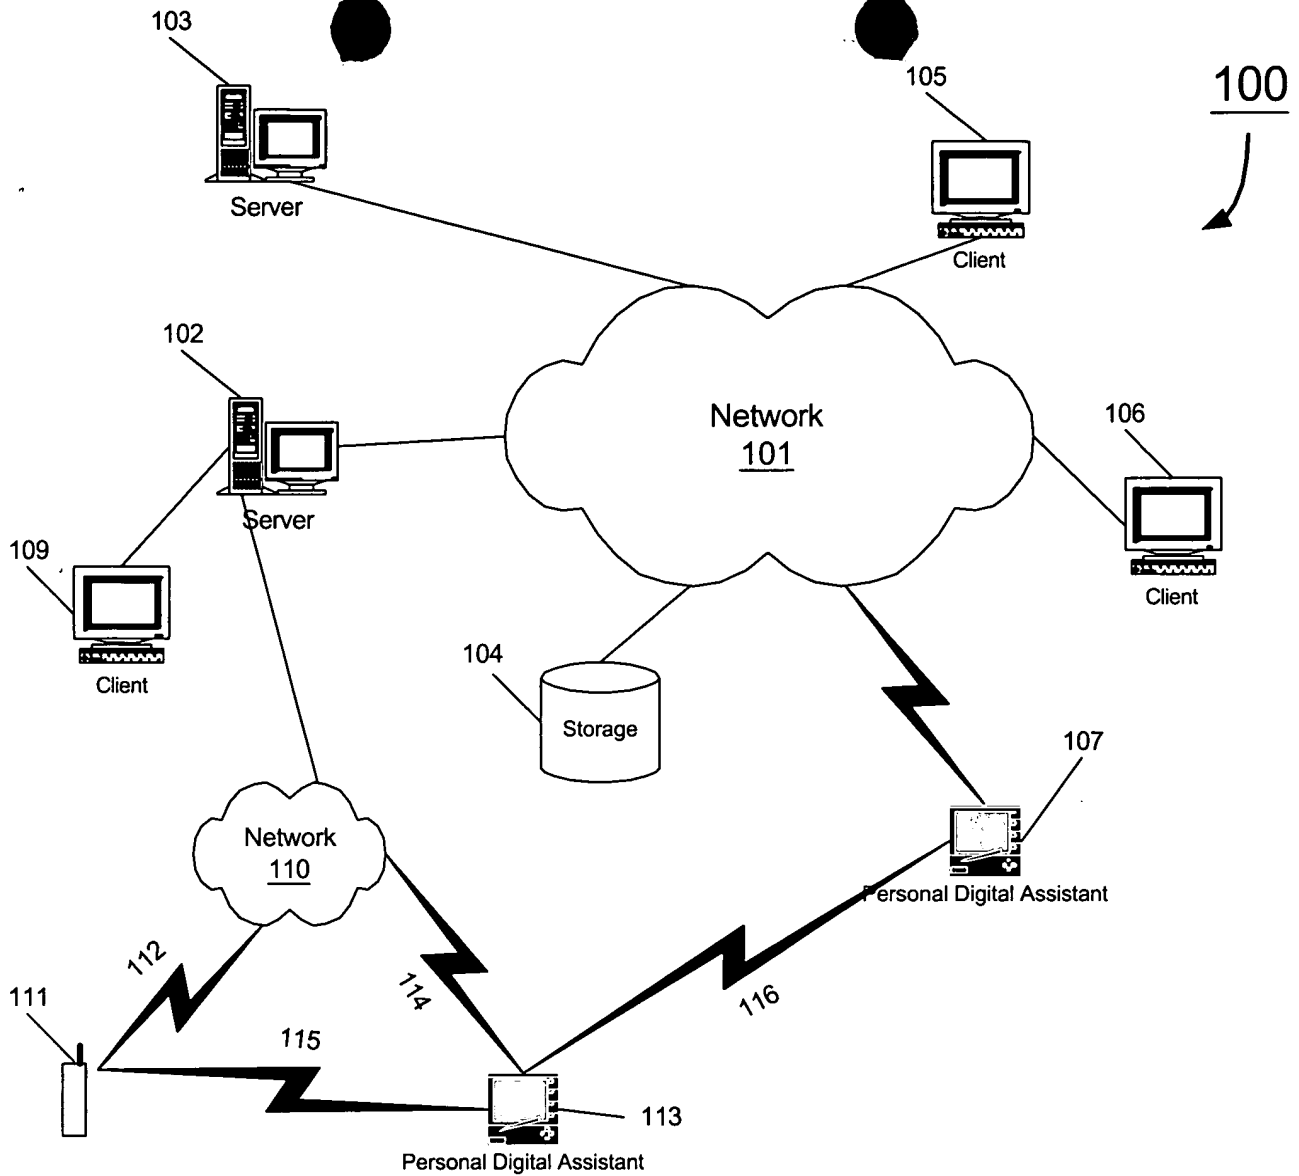 103
105
100
Server
Client
102
Network
101
106
Server
109
Client
Client
104
Storage
107
Network
110
Personal Digital Assistant
112
114
116
111
115
113
Personal Digital Assistant